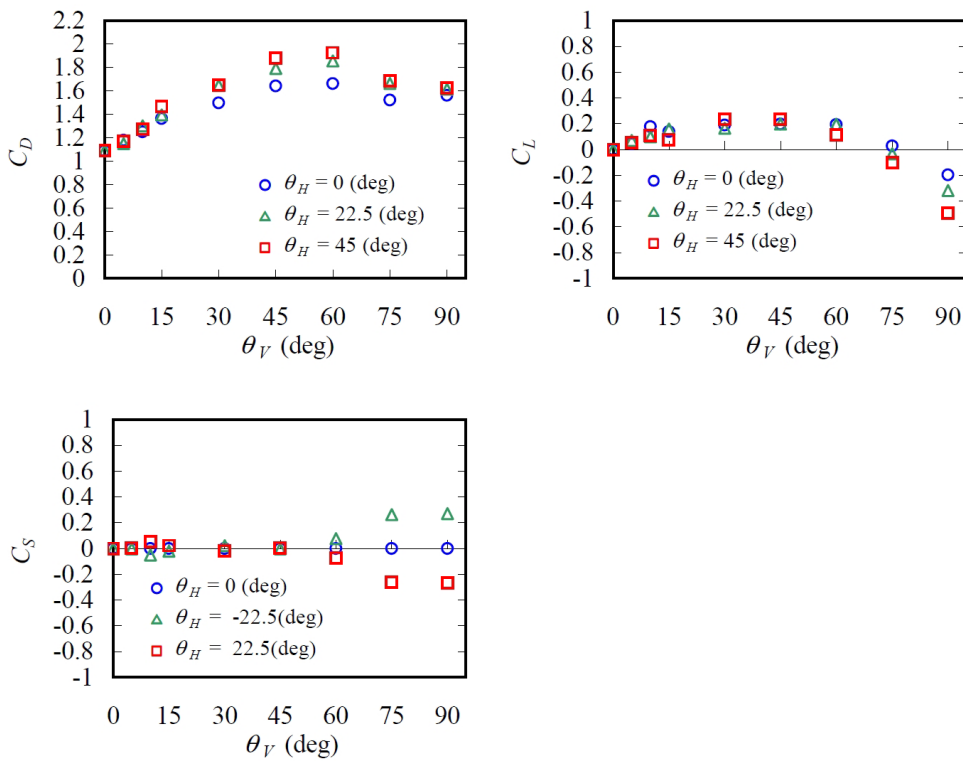 2.2
2
1.8
1.6
1.4
1.2
1
0.8
0.6
0.4
0.2
0
C_D
θ_H = 0 (deg)
θ_H = 22.5 (deg)
θ_H = 45 (deg)
0 15 30 45 60 75 90
θ_V (deg)
1
0.8
0.6
0.4
0.2
0
-0.2
-0.4
-0.6
-0.8
-1
C_L
θ_H = 0 (deg)
θ_H = 22.5 (deg)
θ_H = 45 (deg)
0 15 30 45 60 75 90
θ_V (deg)
1
0.8
0.6
0.4
0.2
0
-0.2
-0.4
-0.6
-0.8
-1
C_S
θ_H = 0 (deg)
θ_H = -22.5(deg)
θ_H = 22.5(deg)
0 15 30 45 60 75 90
θ_V (deg)